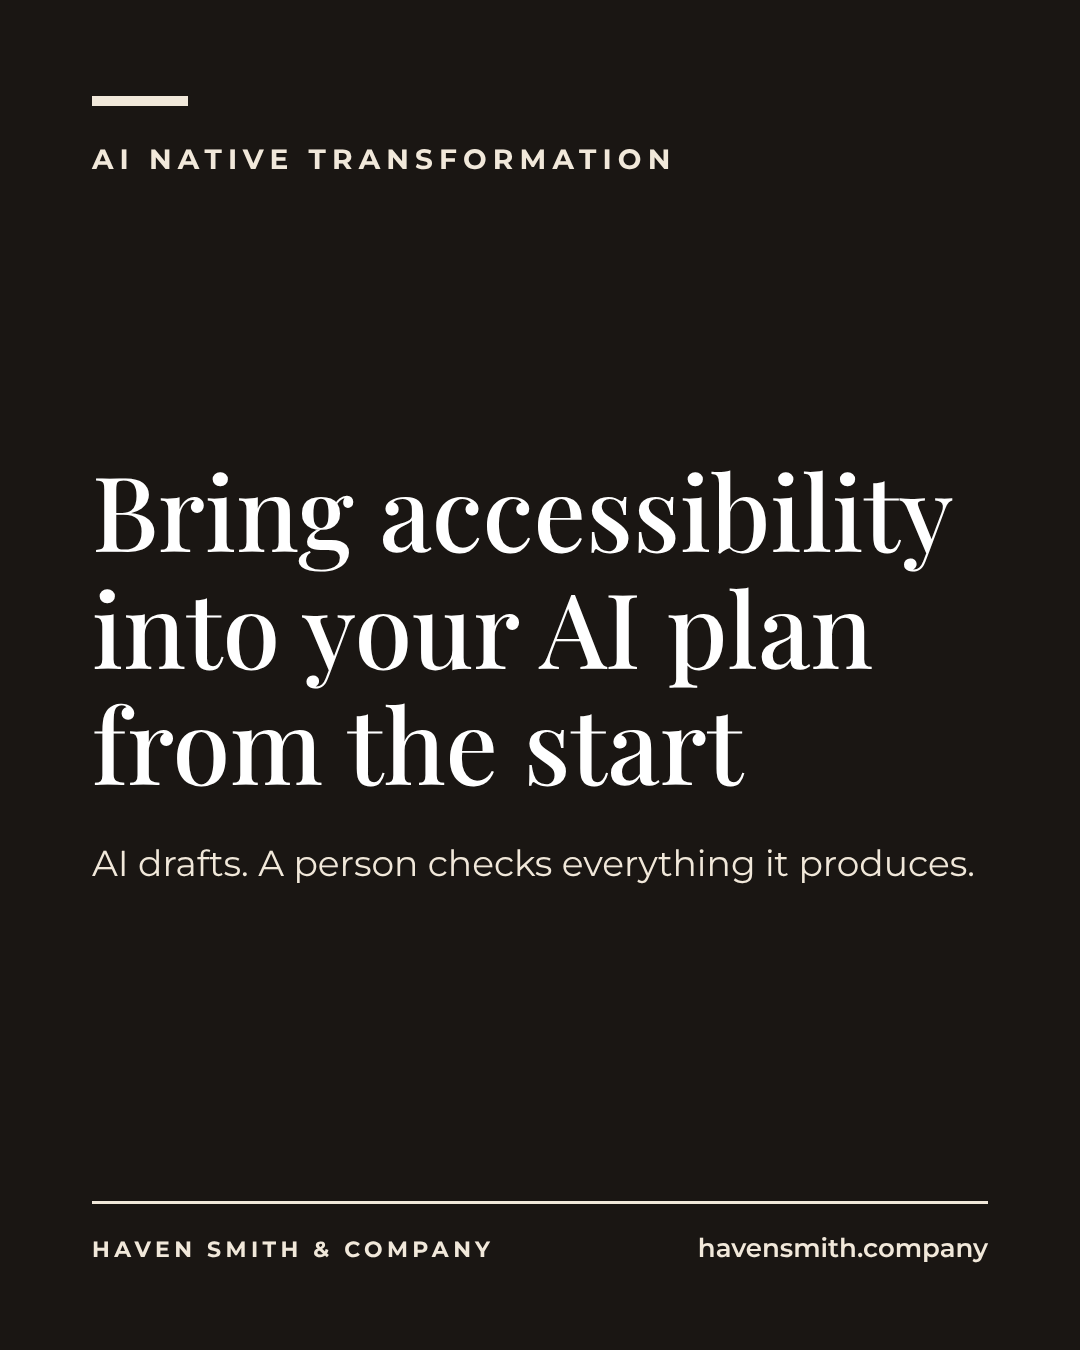 AI NATIVE TRANSFORMATION
Bring accessibility
into your AI plan
from the start
AI drafts. A person checks everything it produces.
HAVEN SMITH & COMPANY
havensmith.company